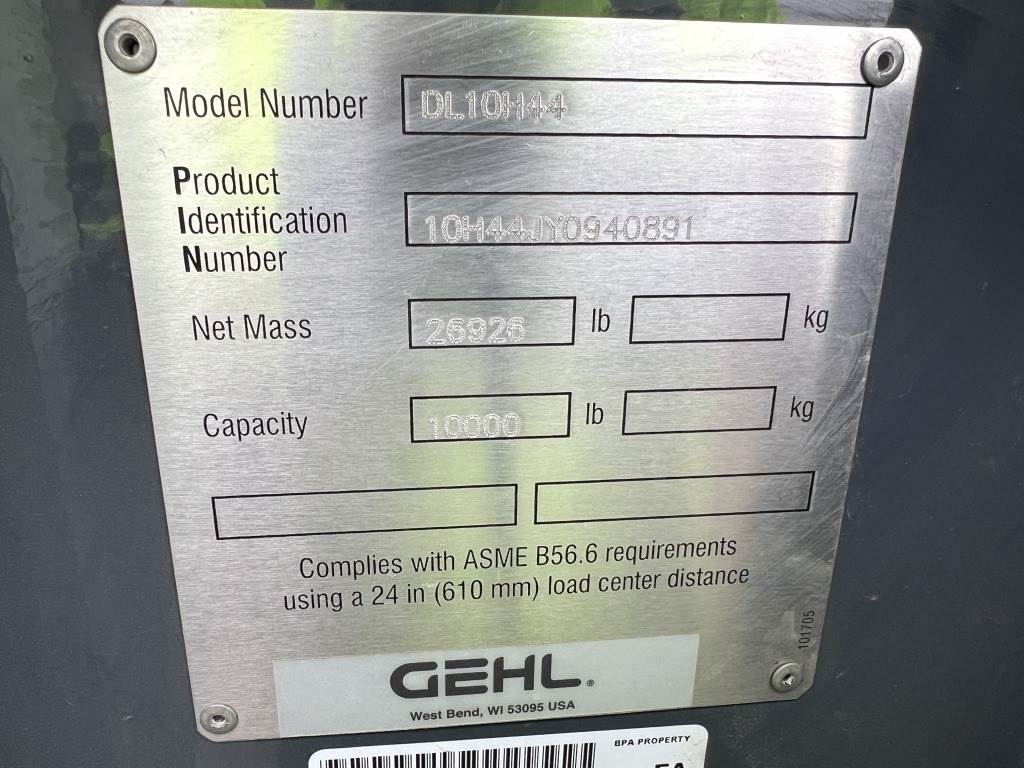 Model Number DL10H44
Product
Identification 10H44JY0940891
Number
Net Mass 26926 lb kg
Capacity 10000 lb kg
Complies with ASME B56.6 requirements
using a 24 in (610 mm) load center distance
101705
GEHL®
West Bend, WI 53095 USA
BPA PROPERTY